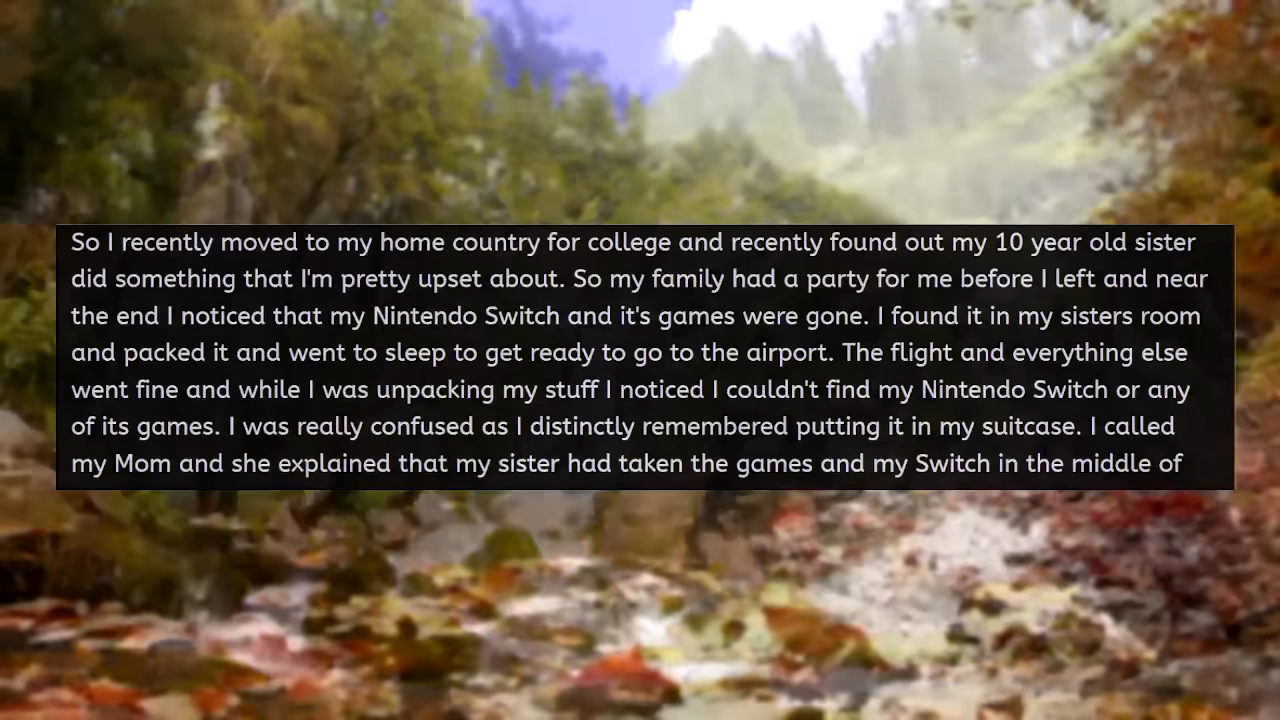 So I recently moved to my home country for college and recently found out my 10 year old sister
did something that I'm pretty upset about. So my family had a party for me before I left and near
the end I noticed that my Nintendo Switch and it's games were gone. I found it in my sisters room
and packed it and went to sleep to get ready to go to the airport. The flight and everything else
went fine and while I was unpacking my stuff I noticed I couldn't find my Nintendo Switch or any
of its games. I was really confused as I distinctly remembered putting it in my suitcase. I called
my Mom and she explained that my sister had taken the games and my Switch in the middle of